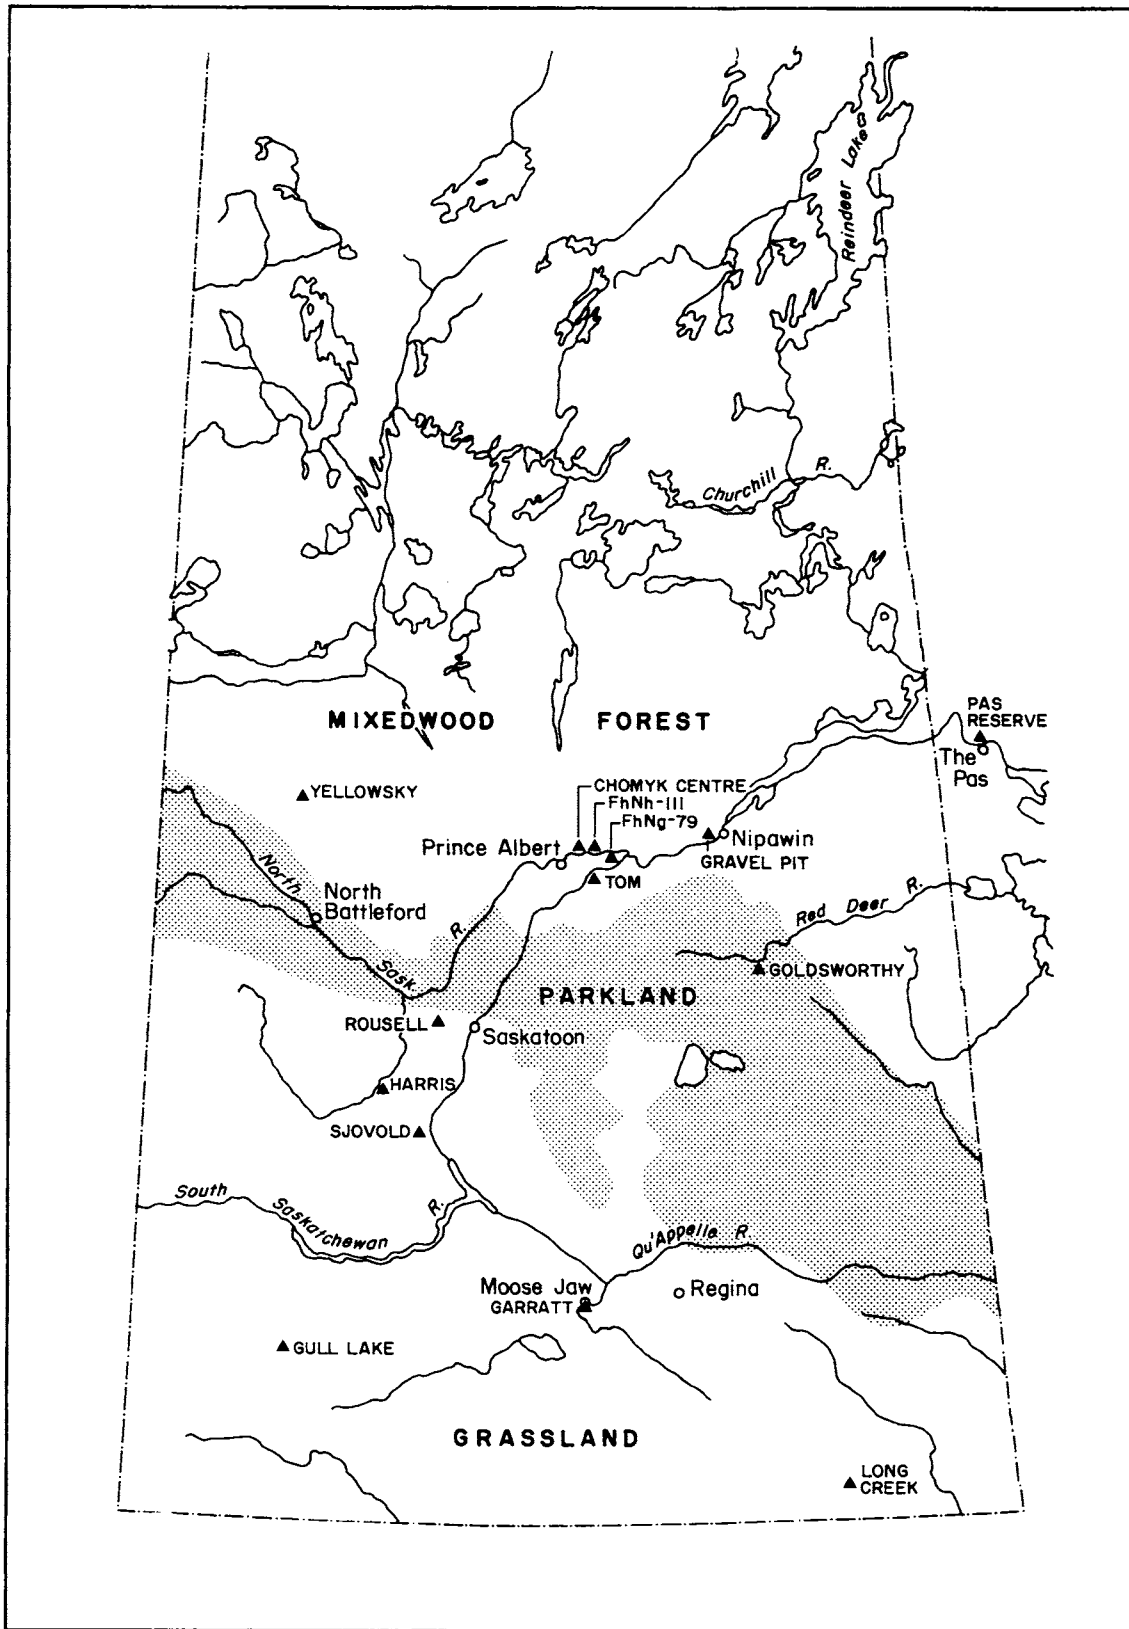 Reindeer Lake
Churchill R.
MIXEDWOOD FOREST
PAS
RESERVE
The
Pas
YELLOWSKY
CHOMYK CENTRE
FhNh-111
FhNg-79
Prince Albert
Nipawin
GRAVEL PIT
TOM
North
Battleford
North Sask. R.
Red Deer R.
GOLDSWORTHY
PARKLAND
ROUSELL
Saskatoon
HARRIS
SJOVOLD
South Saskatchewan R.
Qu'Appelle R.
Moose Jaw
GARRATT
Regina
GULL LAKE
GRASSLAND
LONG
CREEK